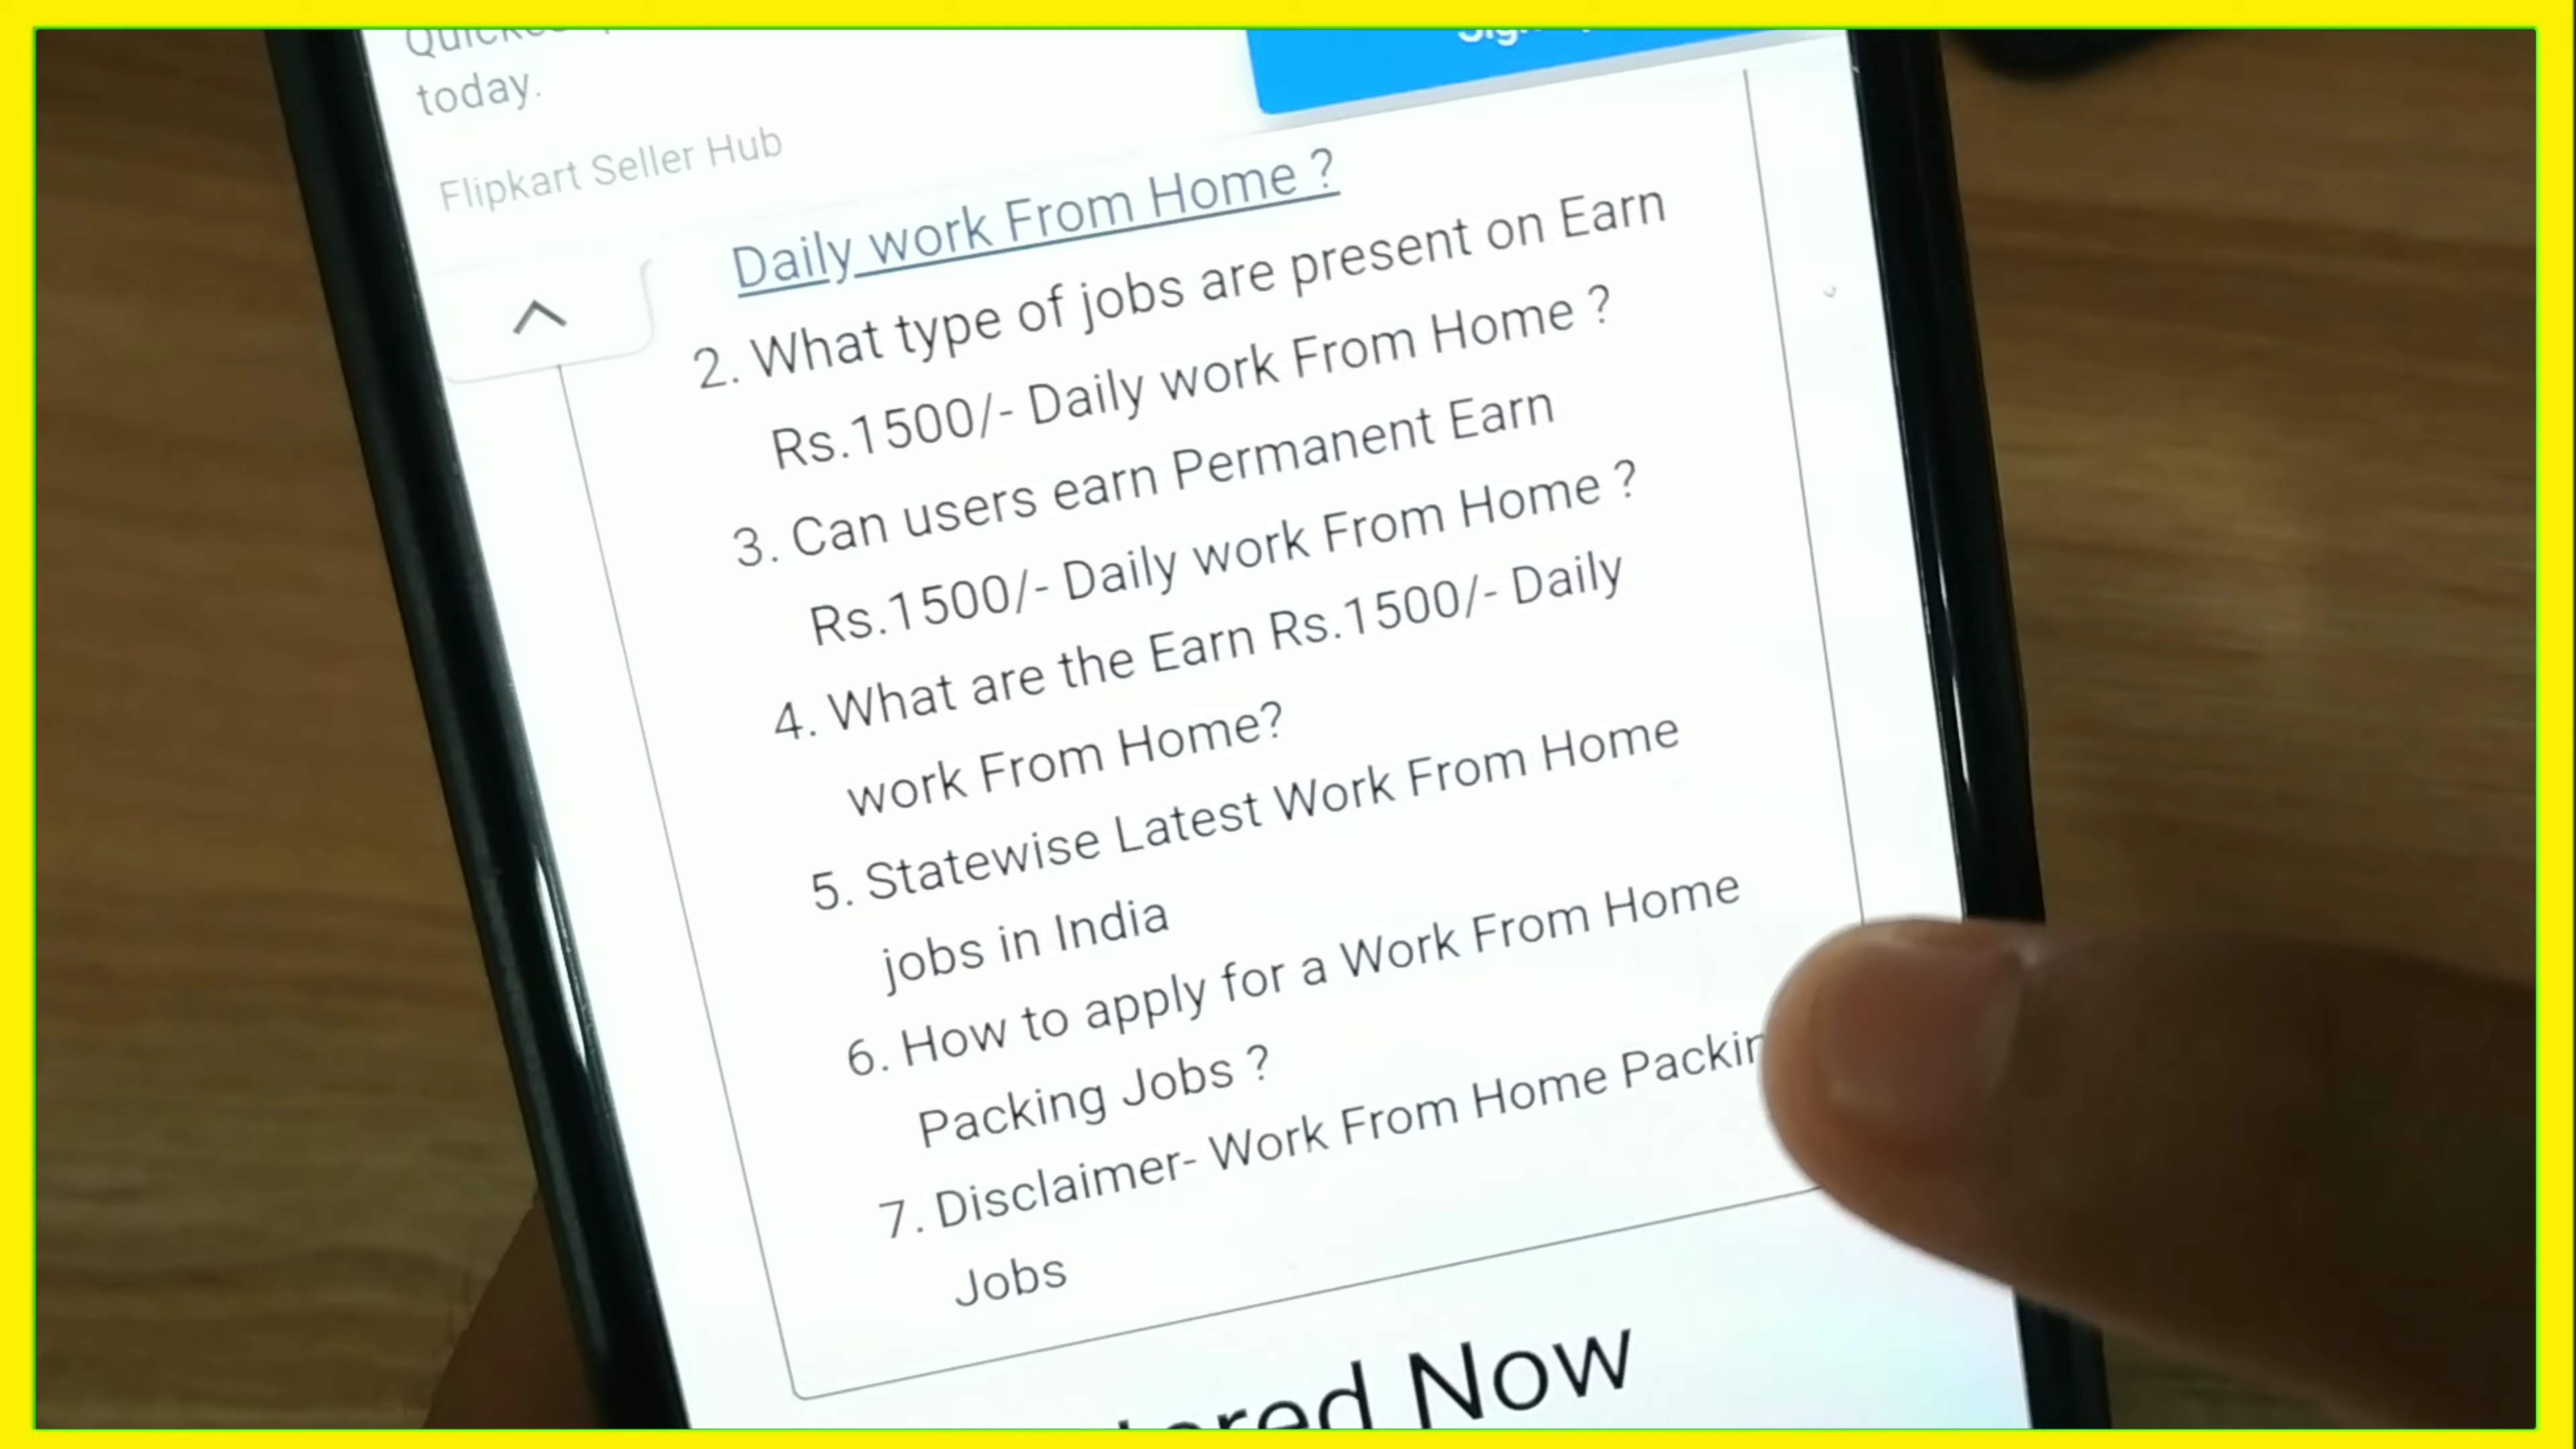 today.
Flipkart Seller Hub
Daily work From Home ?
2. What type of jobs are present on Earn
Rs.1500/- Daily work From Home ?
3. Can users earn Permanent Earn
Rs.1500/- Daily work From Home ?
4. What are the Earn Rs.1500/- Daily
work From Home?
5. Statewise Latest Work From Home
jobs in India
6. How to apply for a Work From Home
Packing Jobs ?
7. Disclaimer- Work From Home Packin
Jobs
Now